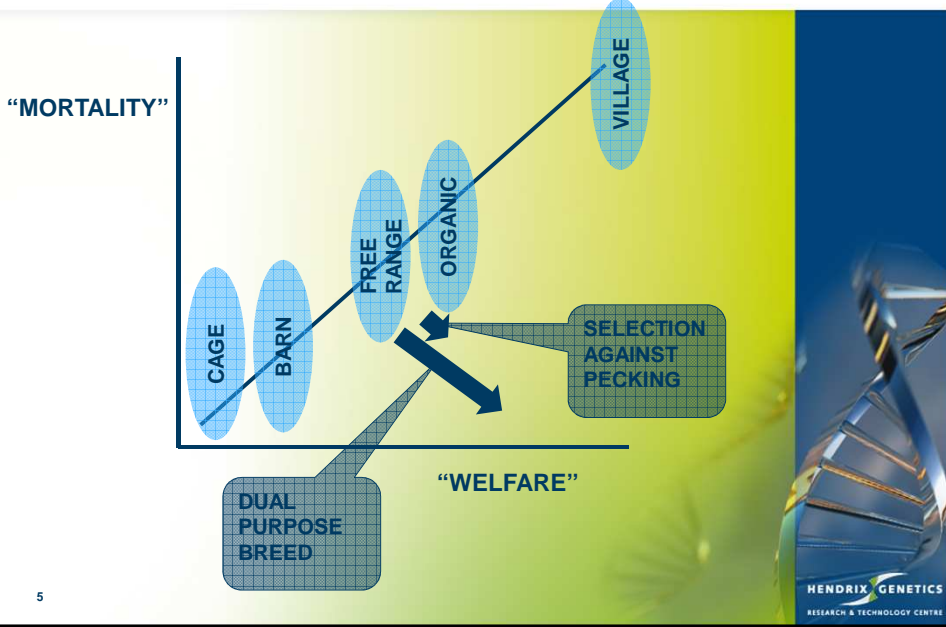 “MORTALITY”
VILLAGE
ORGANIC
FREE
RANGE
BARN
CAGE
SELECTION
AGAINST
PECKING
“WELFARE”
DUAL
PURPOSE
BREED
5
HENDRIX GENETICS
RESEARCH & TECHNOLOGY CENTRE